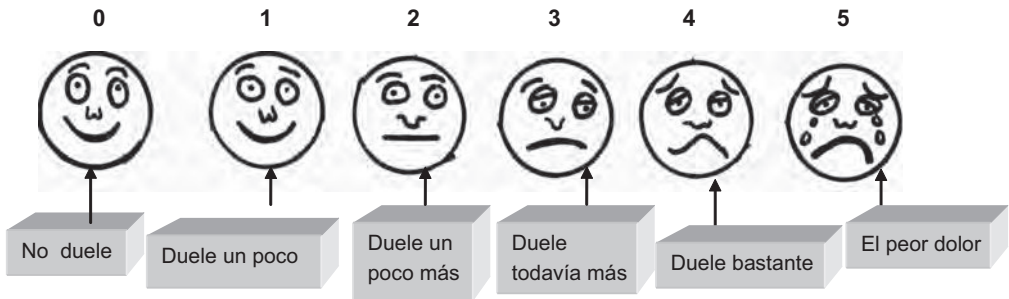 0 1 2 3 4 5
No duele
Duele un poco
Duele un
poco más
Duele
todavía más
Duele bastante
El peor dolor